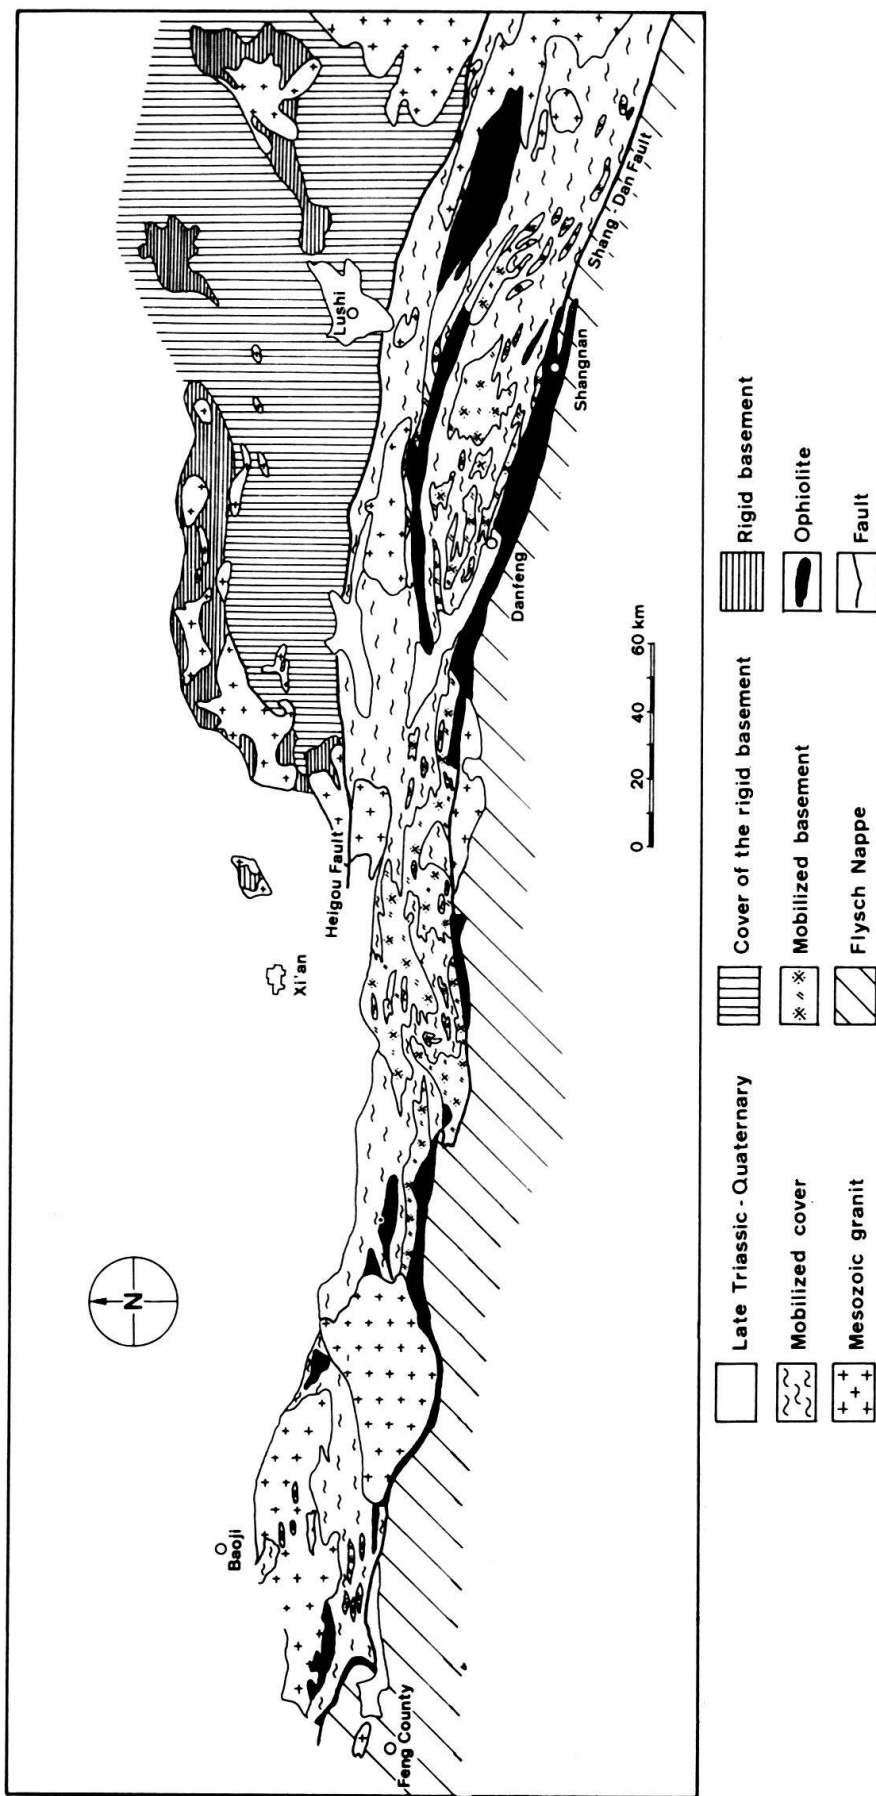 N
Baoji
Feng County
Xi'an
Heigou Fault
Lushi
Danfeng
Shangnan
Shang - Dan Fault
0 20 40 60 km
Late Triassic - Quaternary
Cover of the rigid basement
Rigid basement
Mobilized cover
Mobilized basement
Ophiolite
Mesozoic granit
Flysch Nappe
Fault